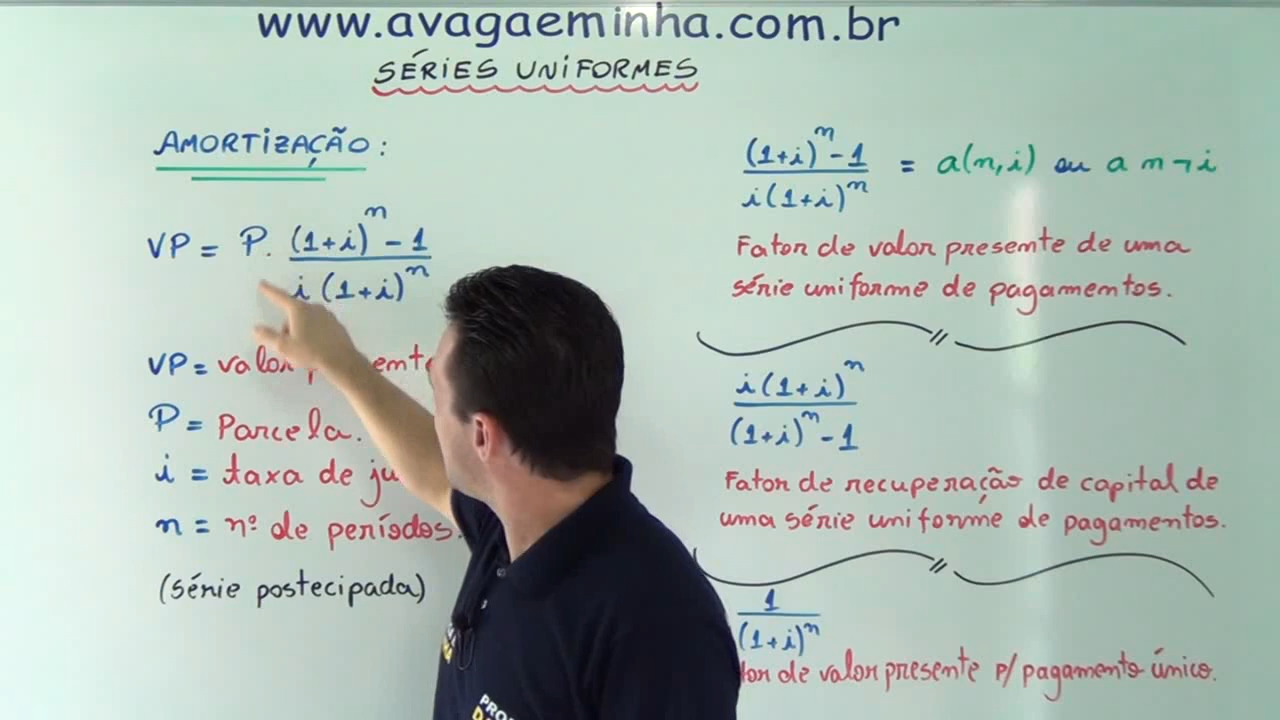 www.avagaeminha.com.br
SÉRIES UNIFORMES
AMORTIZAÇÃO:
VP = P. (1+i)^n - 1
i(1+i)^n
VP =
P = Parcela.
i = taxa de
n = nº de períodos.
(série postecipada)
(1+i)^n - 1 = a(n,i) ou a n¬i
i(1+i)^n
Fator de valor presente de uma
série uniforme de pagamentos.
i(1+i)^n
(1+i)^n - 1
Fator de recuperação de capital de
uma série uniforme de pagamentos.
1
(1+i)^n
de valor presente p/ pagamento único.